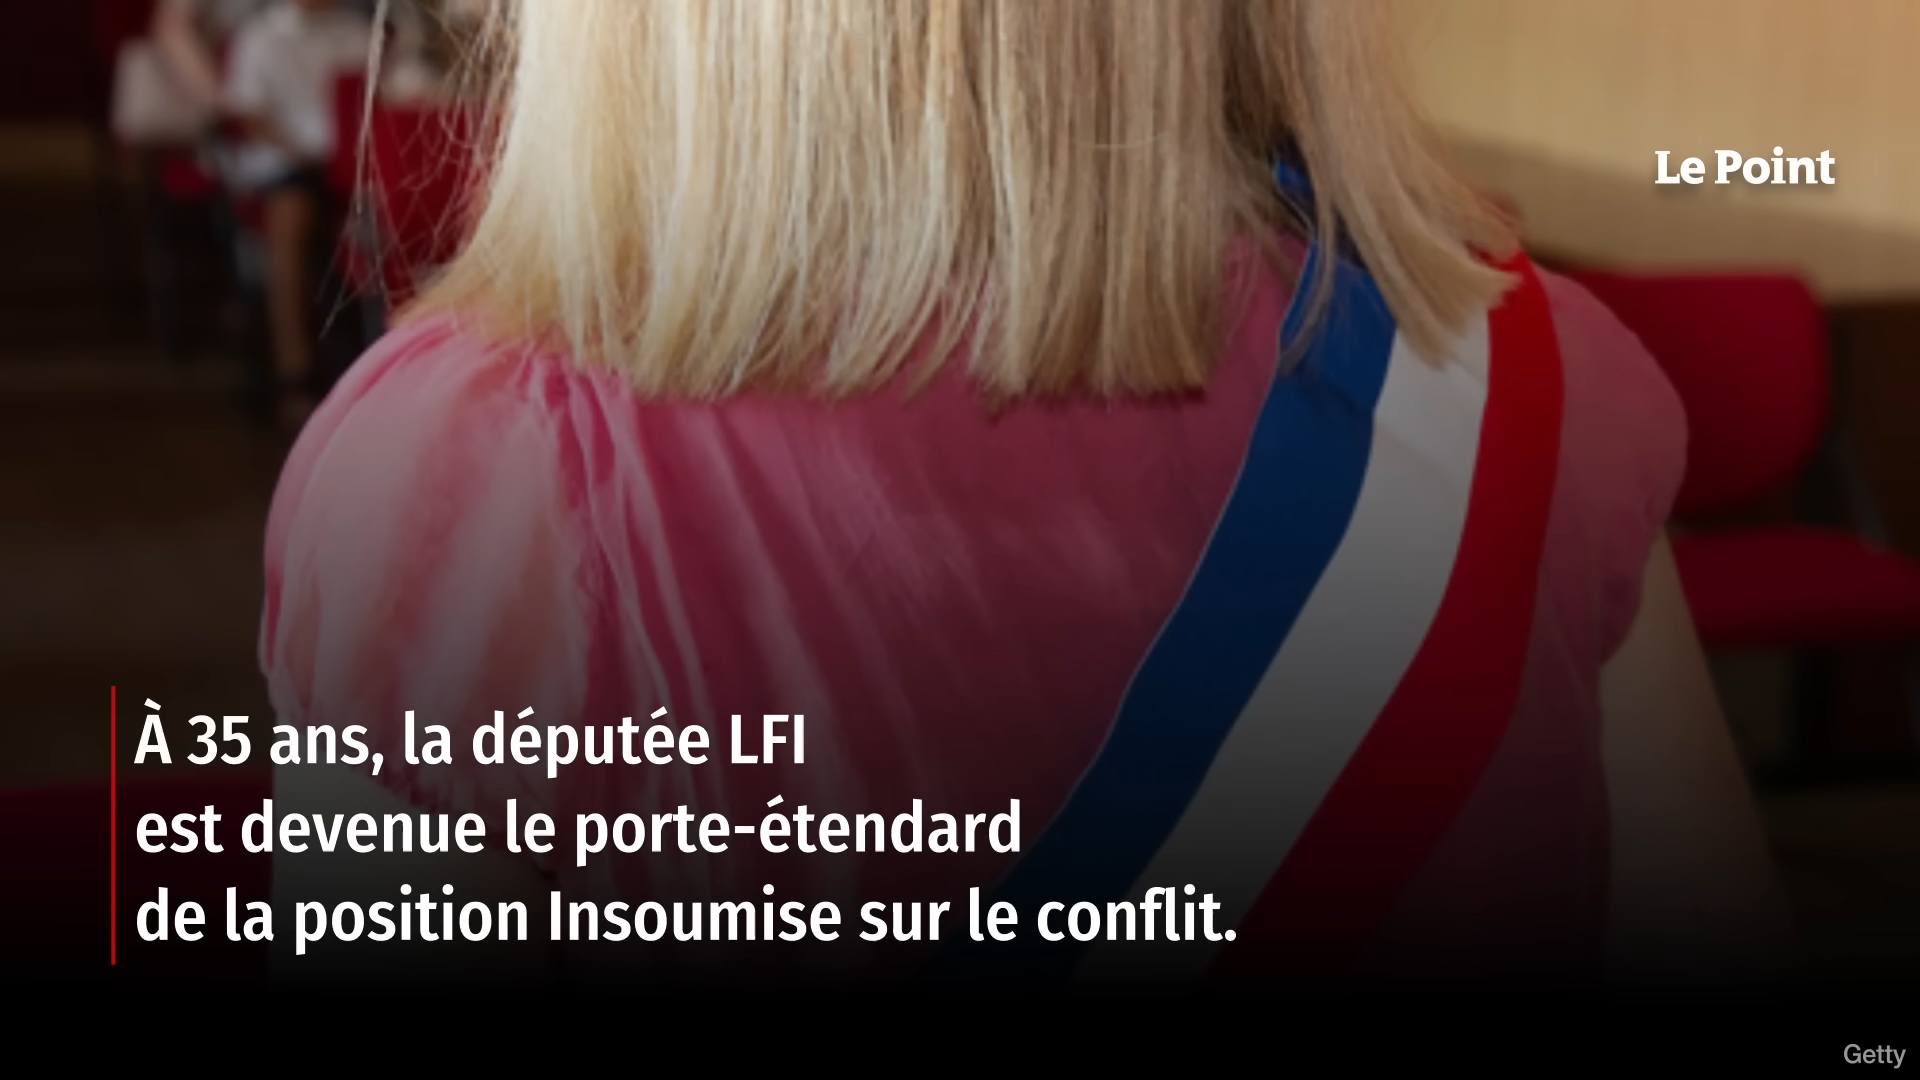 Le Point
À 35 ans, la députée LFI
est devenue le porte-étendard
de la position Insoumise sur le conflit.
Getty